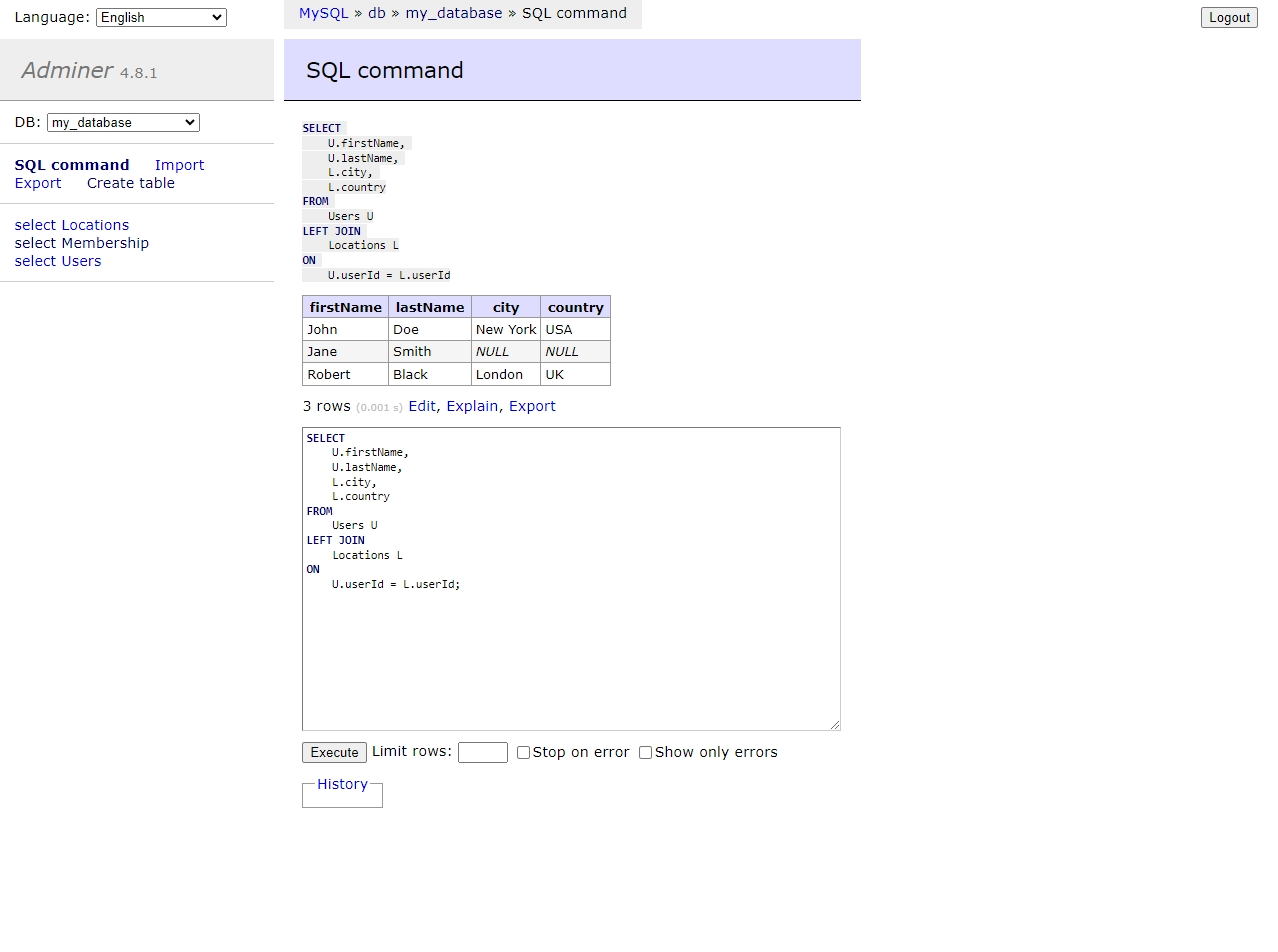 Language: English
MySQL » db » my_database » SQL command
Logout
Adminer 4.8.1
SQL command
DB: my_database
SQL command Import
Export Create table
select Locations
select Membership
select Users
SELECT
    U.firstName,
    U.lastName,
    L.city,
    L.country
FROM
    Users U
LEFT JOIN
    Locations L
ON
    U.userId = L.userId
firstName lastName city country
John Doe New York USA
Jane Smith NULL NULL
Robert Black London UK
3 rows (0.001 s) Edit, Explain, Export
SELECT
    U.firstName,
    U.lastName,
    L.city,
    L.country
FROM
    Users U
LEFT JOIN
    Locations L
ON
    U.userId = L.userId;
Execute Limit rows: Stop on error Show only errors
History